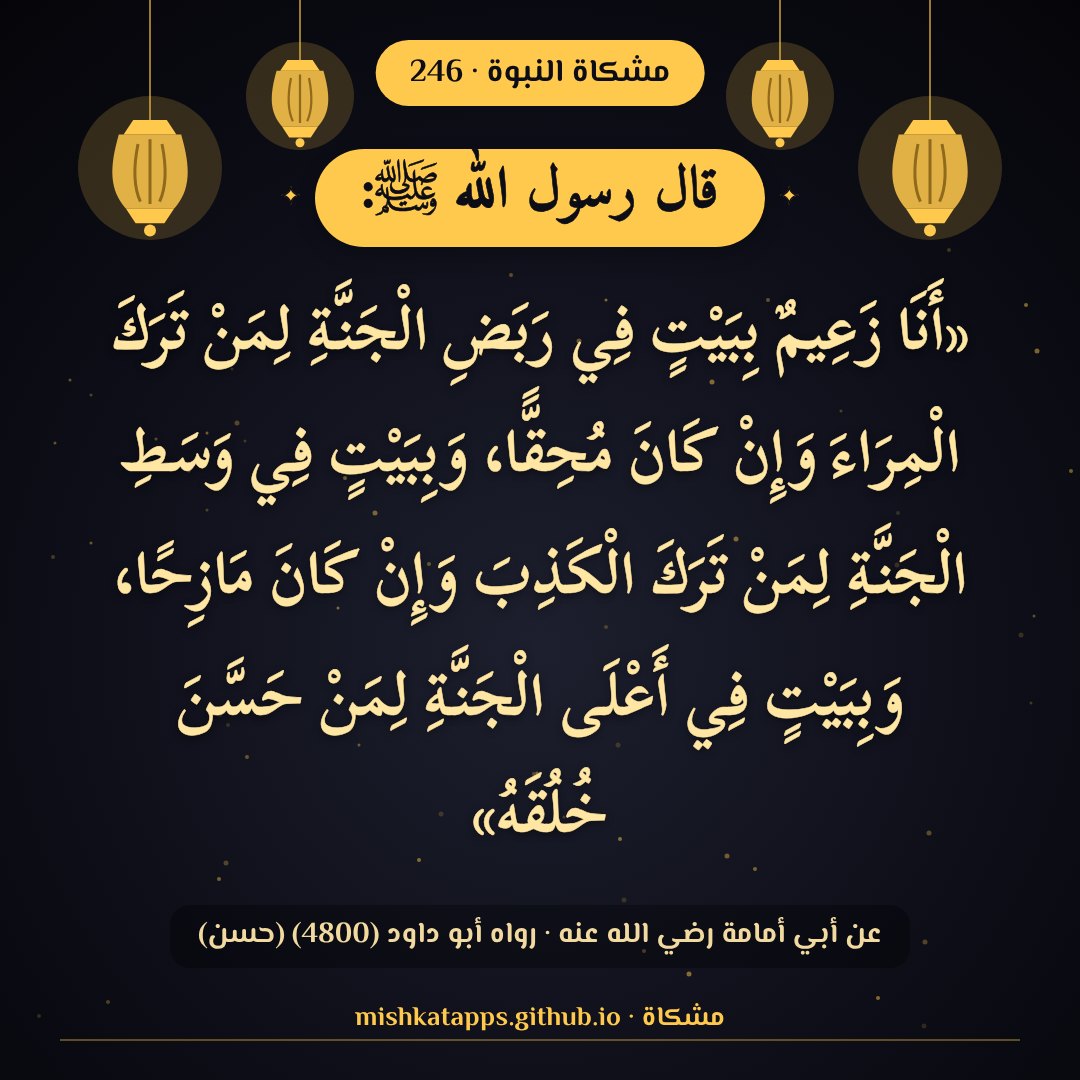 مشكاة النبوة · 246
قال رسول الله ﷺ:
«أَنَا زَعِيمٌ بِبَيْتٍ فِي رَبَضِ الْجَنَّةِ لِمَنْ تَرَكَ
الْمِرَاءَ وَإِنْ كَانَ مُحِقًّا، وَبِبَيْتٍ فِي وَسَطِ
الْجَنَّةِ لِمَنْ تَرَكَ الْكَذِبَ وَإِنْ كَانَ مَازِحًا،
وَبِبَيْتٍ فِي أَعْلَى الْجَنَّةِ لِمَنْ حَسَّنَ
خُلُقَهُ»
عن أبي أمامة رضي الله عنه · رواه أبو داود (4800) (حسن)
مشكاة · mishkatapps.github.io